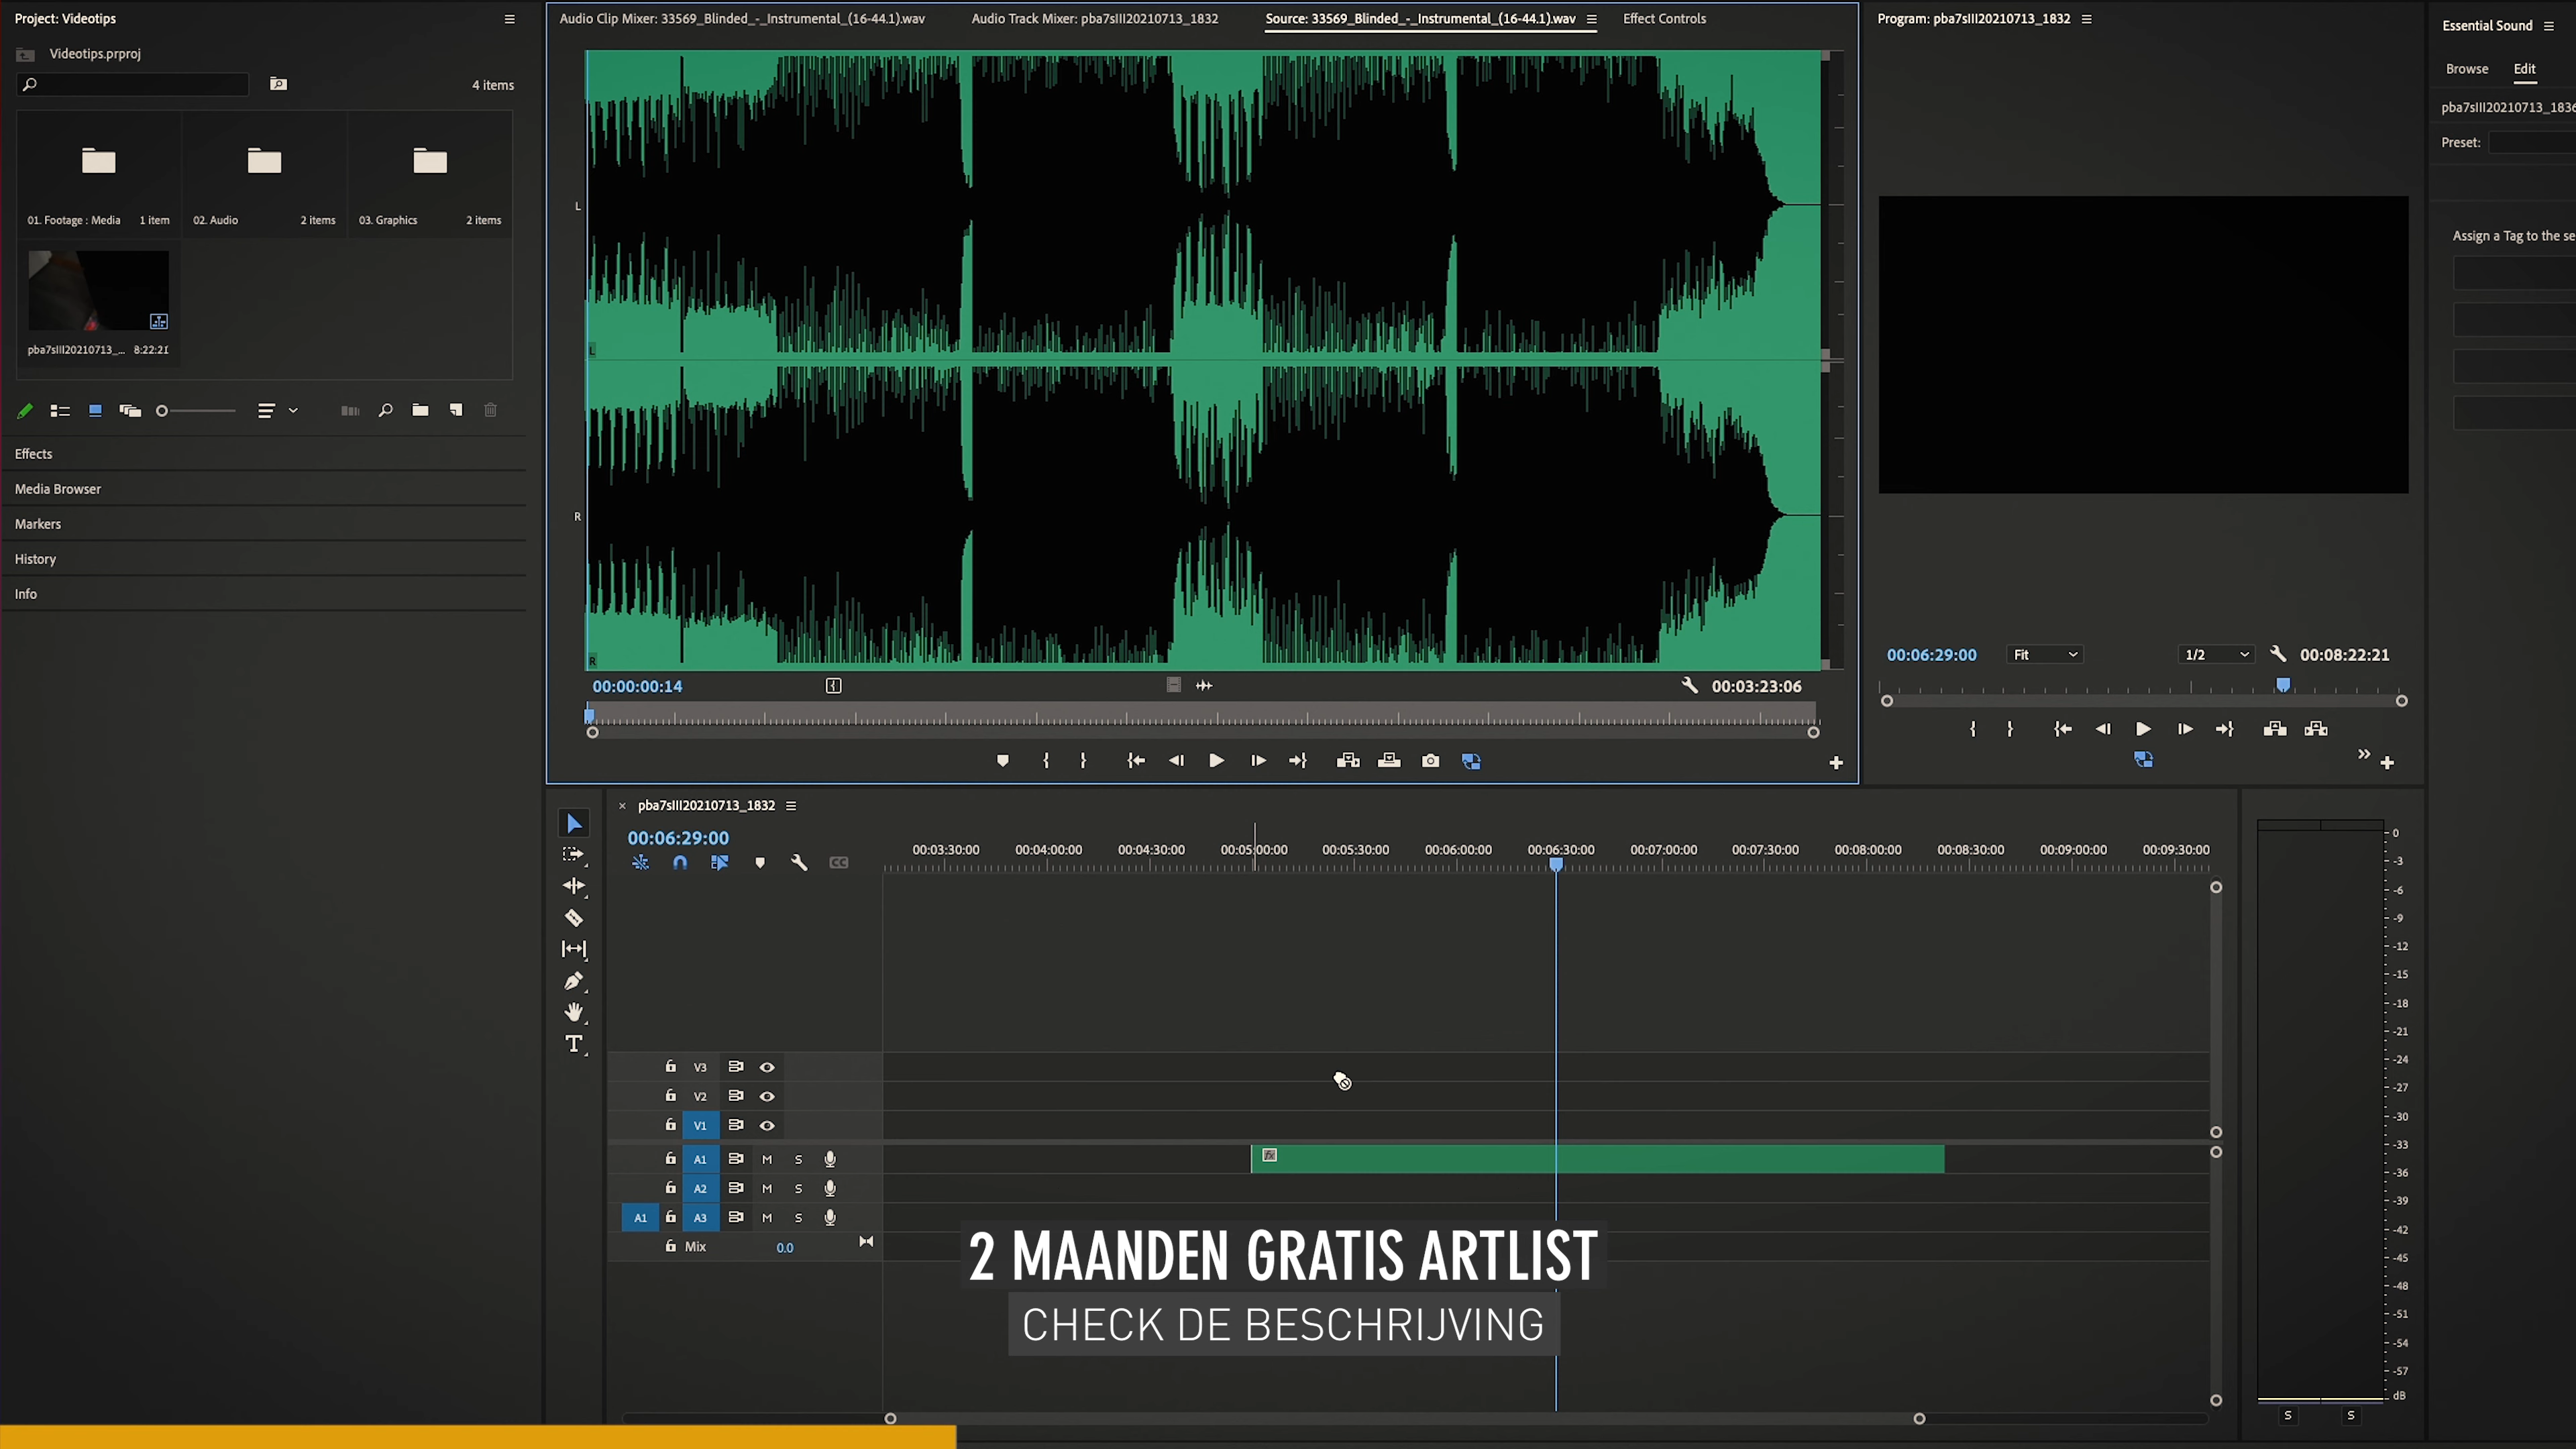 Project: Videotips
Videotips.prproj
4 items
01. Footage : Media 1 item
02. Audio 2 items
03. Graphics 2 items
pba7sIII20210713_... 8:22:21
Effects
Media Browser
Markers
History
Info
Audio Clip Mixer: 33569_Blinded_-_Instrumental_(16-44.1).wav
Audio Track Mixer: pba7sIII20210713_1832
Source: 33569_Blinded_-_Instrumental_(16-44.1).wav
Effect Controls
L
L
R
R
00:00:00:14
00:03:23:06
Program: pba7sIII20210713_1832
00:06:29:00
Fit
1/2
00:08:22:21
Essential Sound
Browse Edit
pba7sIII20210713_1836
Preset:
Assign a Tag to the se
pba7sIII20210713_1832
00:06:29:00
00:03:30:00 00:04:00:00 00:04:30:00 00:05:00:00 00:05:30:00 00:06:00:00 00:06:30:00 00:07:00:00 00:07:30:00 00:08:00:00 00:08:30:00 00:09:00:00 00:09:30:00
CC
V3
V2
V1
A1 M S
fx
A2 M S
A1 A3 M S
Mix 0.0
0
-3
-6
-9
-12
-15
-18
-21
-24
-27
-30
-33
-36
-39
-42
-45
-48
-51
-54
-57
dB
S S
2 MAANDEN GRATIS ARTLIST
CHECK DE BESCHRIJVING